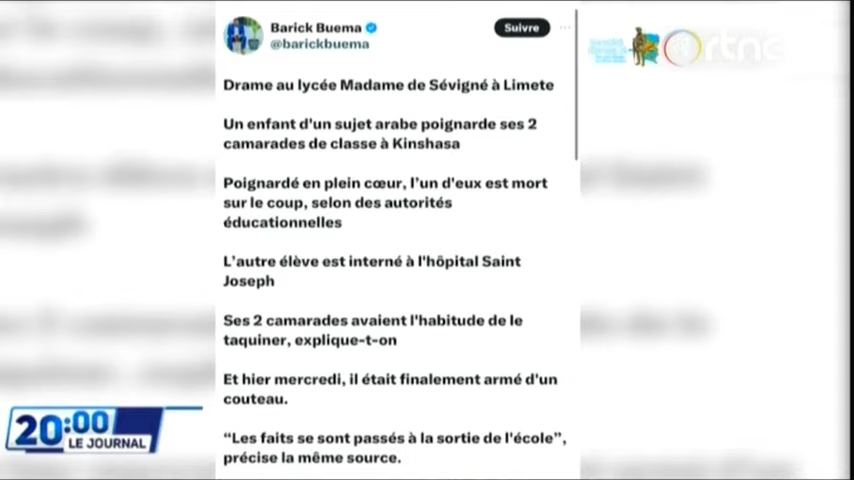 Barick Buema
@barickbuema
Suivre
rtnc
Drame au lycée Madame de Sévigné à Limete
Un enfant d'un sujet arabe poignarde ses 2
camarades de classe à Kinshasa
Poignardé en plein cœur, l’un d'eux est mort
sur le coup, selon des autorités
éducationnelles
L’autre élève est interné à l'hôpital Saint
Joseph
Ses 2 camarades avaient l'habitude de le
taquiner, explique-t-on
Et hier mercredi, il était finalement armé d'un
couteau.
“Les faits se sont passés à la sortie de l'école”,
précise la même source.
20:00
LE JOURNAL